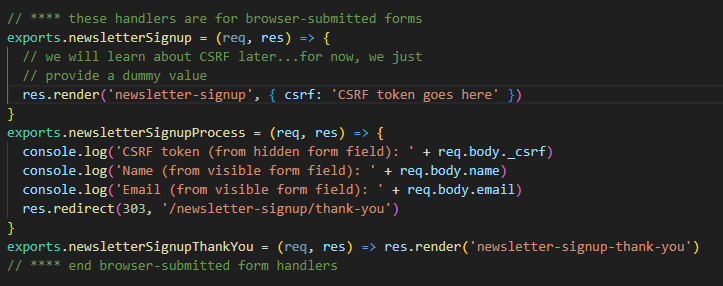 // **** these handlers are for browser-submitted forms
exports.newsletterSignup = (req, res) => {
  // we will learn about CSRF later...for now, we just
  // provide a dummy value
  res.render('newsletter-signup', { csrf: 'CSRF token goes here' })
}
exports.newsletterSignupProcess = (req, res) => {
  console.log('CSRF token (from hidden form field): ' + req.body._csrf)
  console.log('Name (from visible form field): ' + req.body.name)
  console.log('Email (from visible form field): ' + req.body.email)
  res.redirect(303, '/newsletter-signup/thank-you')
}
exports.newsletterSignupThankYou = (req, res) => res.render('newsletter-signup-thank-you')
// **** end browser-submitted form handlers